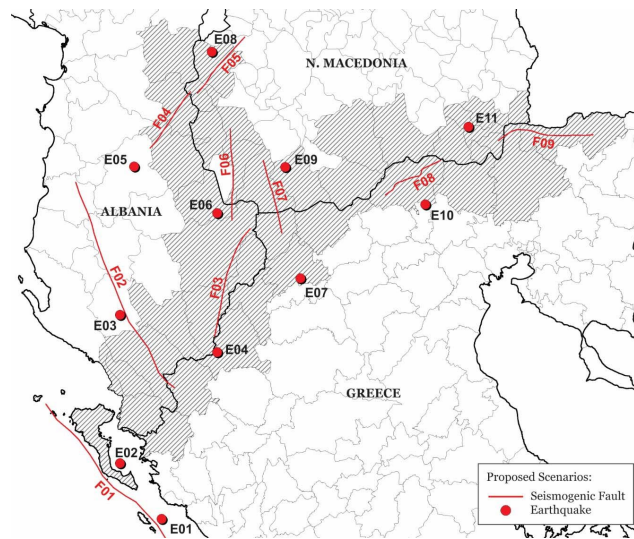 E08
F05
N. MACEDONIA
E11
F04
F09
E05
F06
E09
F07
F08
ALBANIA
E06
E10
F02
F03
E07
E03
E04
GREECE
E02
F01
E01
Proposed Scenarios:
Seismogenic Fault
Earthquake